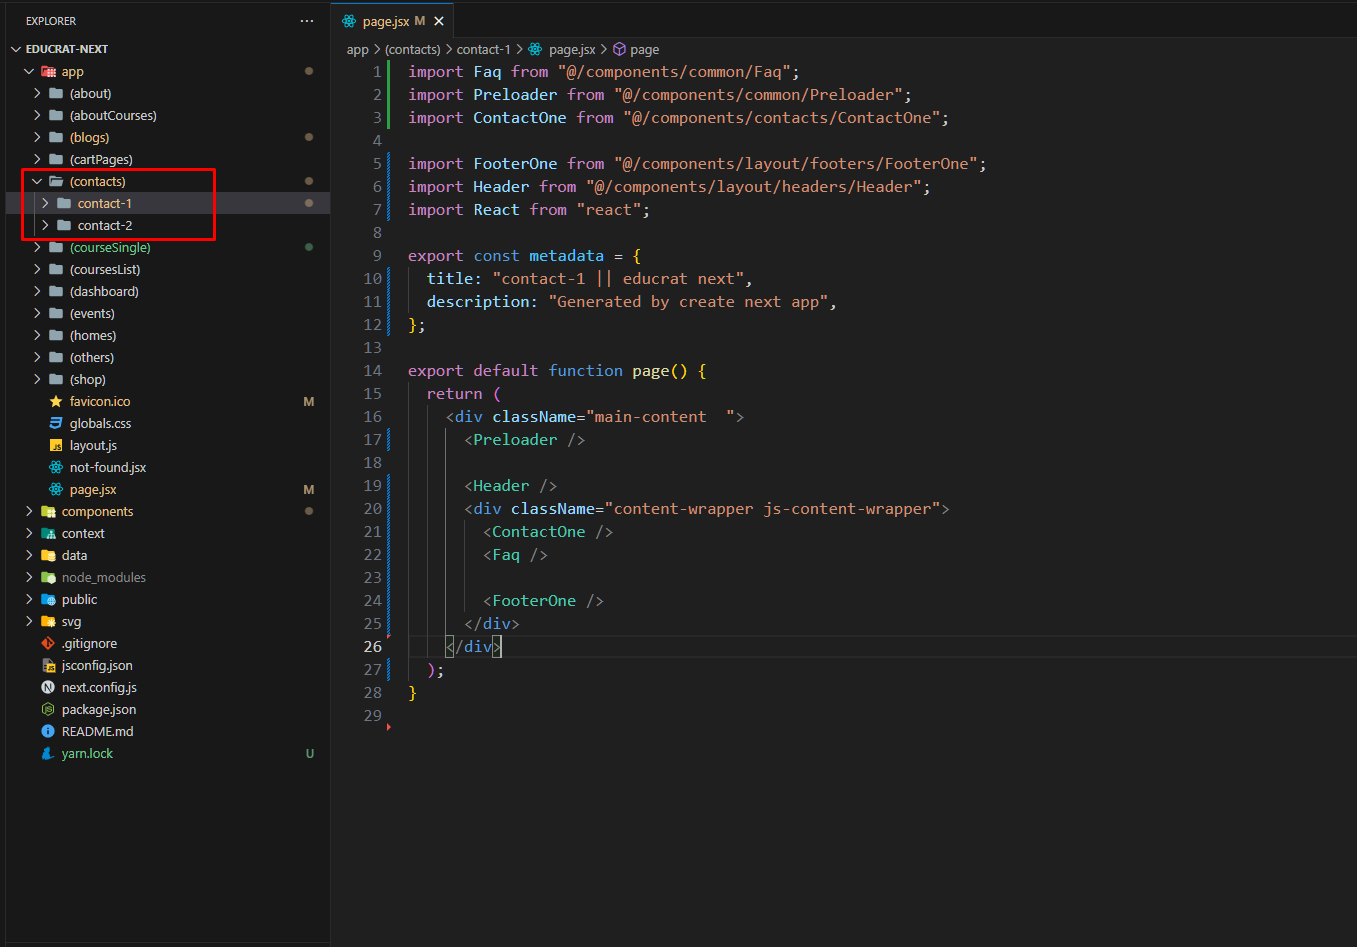 EXPLORER ···
EDUCRAT-NEXT
app
(about)
(aboutCourses)
(blogs)
(cartPages)
(contacts)
contact-1
contact-2
(courseSingle)
(coursesList)
(dashboard)
(events)
(homes)
(others)
(shop)
favicon.ico M
globals.css
layout.js
not-found.jsx
page.jsx M
components
context
data
node_modules
public
svg
.gitignore
jsconfig.json
next.config.js
package.json
README.md
yarn.lock U
page.jsx M
app > (contacts) > contact-1 > page.jsx > page
1 import Faq from "@/components/common/Faq";
2 import Preloader from "@/components/common/Preloader";
3 import ContactOne from "@/components/contacts/ContactOne";
4
5 import FooterOne from "@/components/layout/footers/FooterOne";
6 import Header from "@/components/layout/headers/Header";
7 import React from "react";
8
9 export const metadata = {
10 title: "contact-1 || educrat next",
11 description: "Generated by create next app",
12 };
13
14 export default function page() {
15 return (
16 <div className="main-content  ">
17 <Preloader />
18
19 <Header />
20 <div className="content-wrapper js-content-wrapper">
21 <ContactOne />
22 <Faq />
23
24 <FooterOne />
25 </div>
26 </div>
27 );
28 }
29